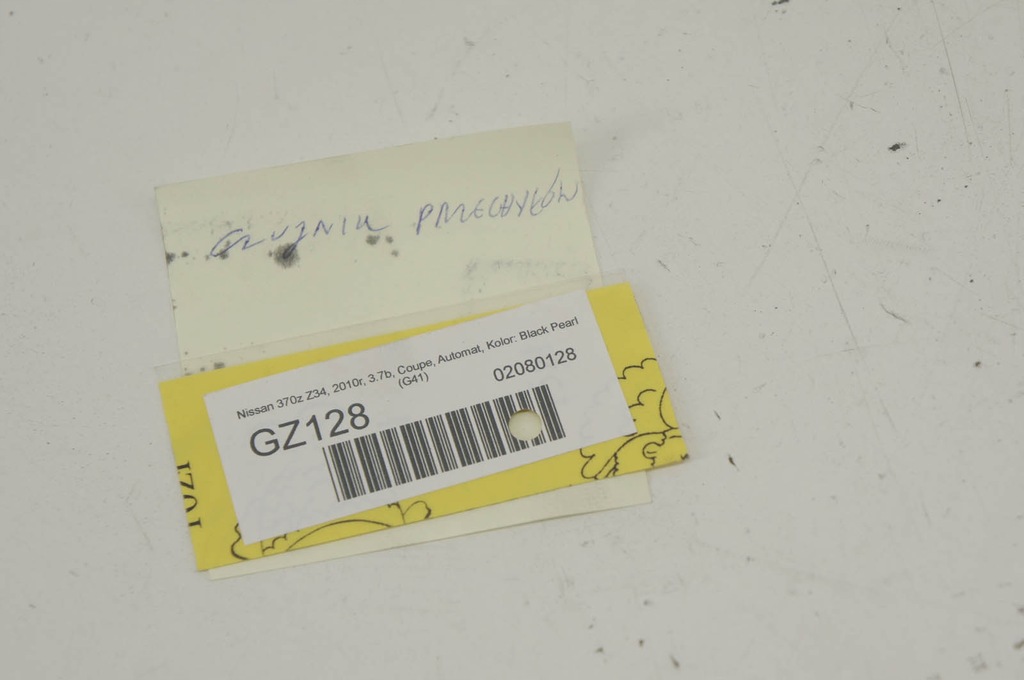 CZUJNIK PRZECHYŁÓW
Nissan 370z Z34, 2010r, 3.7b, Coupe, Automat, Kolor: Black Pearl
(G41)
GZ128
02080128